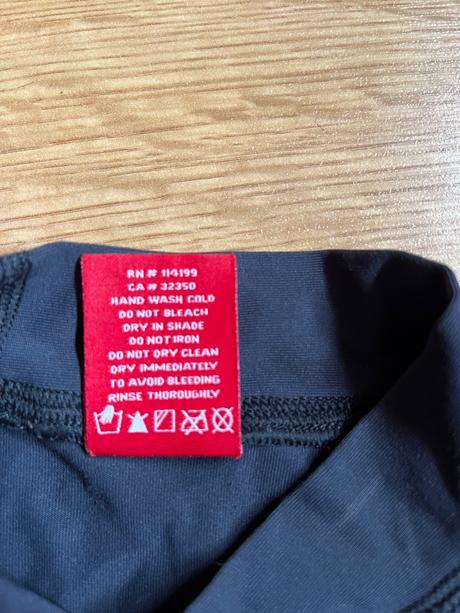 RN # 114199
CA # 32350
HAND WASH COLD
DO NOT BLEACH
DRY IN SHADE
DO NOT IRON
DO NOT DRY CLEAN
DRY IMMEDIATELY
TO AVOID BLEEDING
RINSE THOROUGHLY